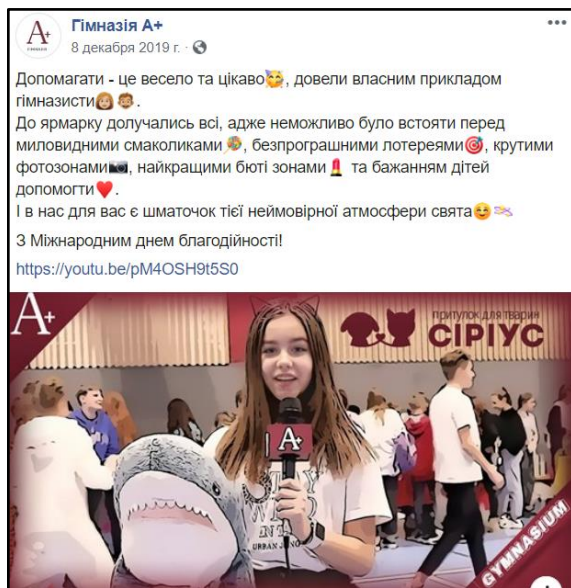 A+
Гімназія A+
8 декабря 2019 г.
Допомагати - це весело та цікаво🥳, довели власним прикладом
гімназисти👩🏼🧑🏽.
До ярмарку долучались всі, адже неможливо було встояти перед
миловидними смаколиками🍭, безпрограшними лотереями🎯, крутими
фотозонами📷, найкращими бюті зонами💄 та бажанням дітей
допомогти❤️.
І в нас для вас є шматочок тієї неймовірної атмосфери свята☺️
З Міжнародним днем благодійності!
https://youtu.be/pM4OSH9t5S0
A+
притулок для тварин
СІРІУС
A+
URBAN
GYMNASIUM